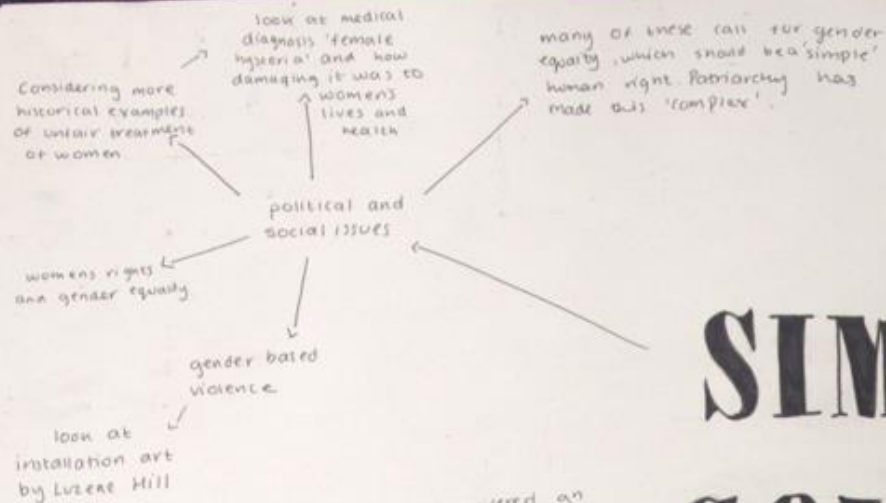 look at medical
diagnosis 'female
hysteria' and how
damaging it was to
womens
lives and
health
many of these call for gender
equality, which should be a 'simple'
human right. Patriarchy has
made this 'complex'.
Considering more
historical examples
of unfair treatment
of women
political and
social issues
womens rights
and gender equality
gender based
violence
look at
installation art
by Luzene Hill
SIM
an